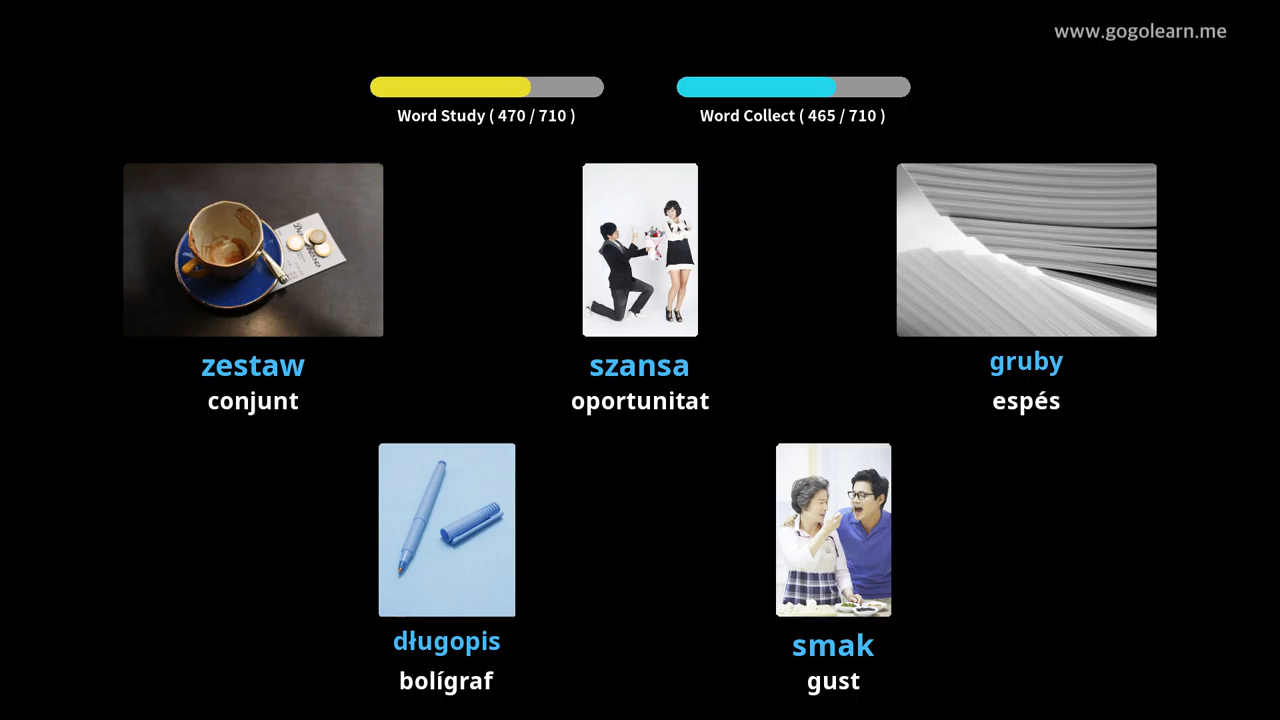 www.gogolearn.me
Word Study ( 470 / 710 )
Word Collect ( 465 / 710 )
zestaw
conjunt
szansa
oportunitat
gruby
espés
długopis
bolígraf
smak
gust